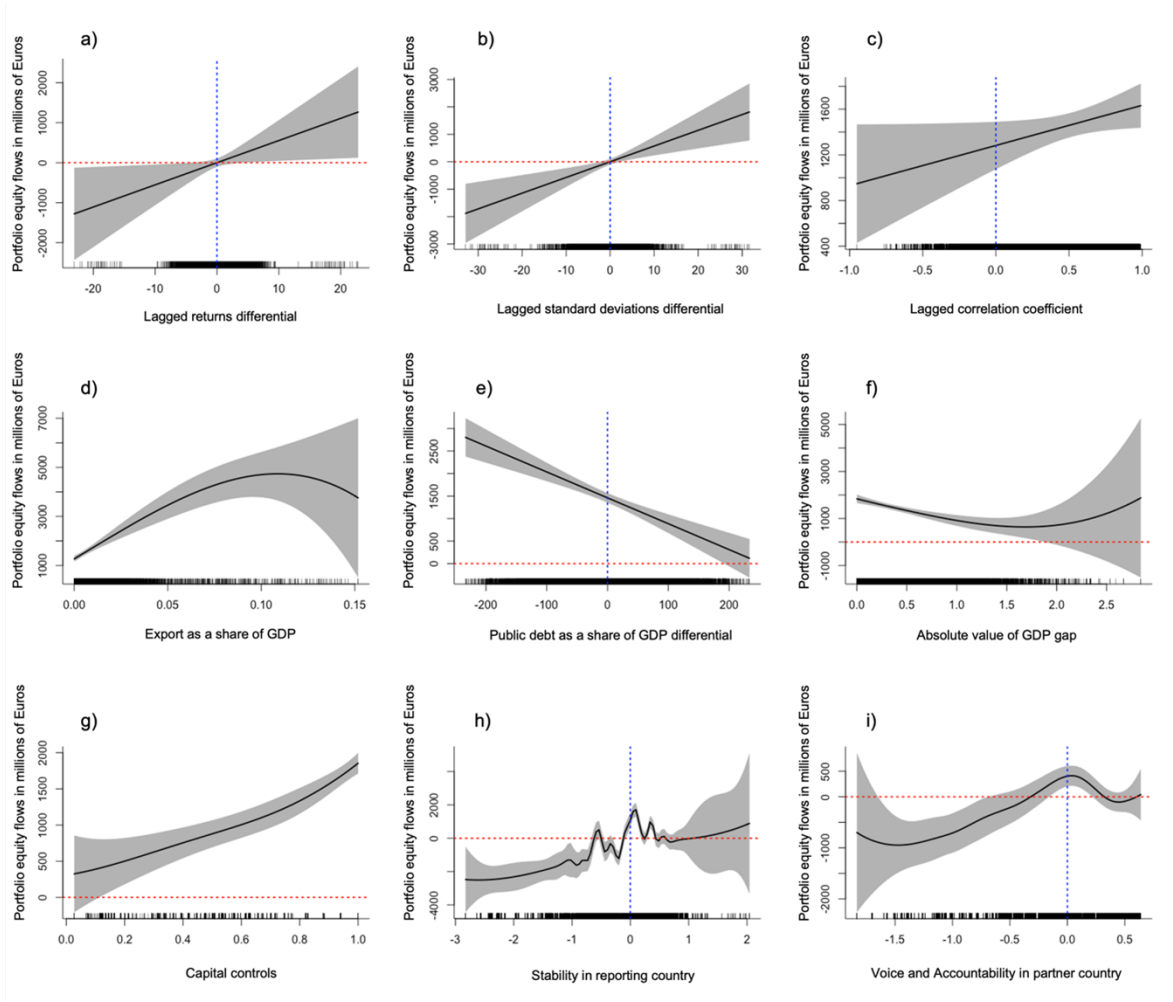 a)
Portfolio equity flows in millions of Euros
2000
1000
0
-1000
-2000
-20 -10 0 10 20
Lagged returns differential
b)
Portfolio equity flows in millions of Euros
3000
1000
0
-1000
-3000
-30 -20 -10 0 10 20 30
Lagged standard deviations differential
c)
Portfolio equity flows in millions of Euros
1600
1200
800
400
-1.0 -0.5 0.0 0.5 1.0
Lagged correlation coefficient
d)
Portfolio equity flows in millions of Euros
7000
5000
3000
1000
0.00 0.05 0.10 0.15
Export as a share of GDP
e)
Portfolio equity flows in millions of Euros
2500
1500
500
0
-200 -100 0 100 200
Public debt as a share of GDP differential
f)
Portfolio equity flows in millions of Euros
5000
3000
1000
0
-1000
0.0 0.5 1.0 1.5 2.0 2.5
Absolute value of GDP gap
g)
Portfolio equity flows in millions of Euros
2000
1500
1000
500
0
0.0 0.2 0.4 0.6 0.8 1.0
Capital controls
h)
Portfolio equity flows in millions of Euros
2000
0
-4000
-3 -2 -1 0 1 2
Stability in reporting country
i)
Portfolio equity flows in millions of Euros
500
0
-1000
-2000
-1.5 -1.0 -0.5 0.0 0.5
Voice and Accountability in partner country